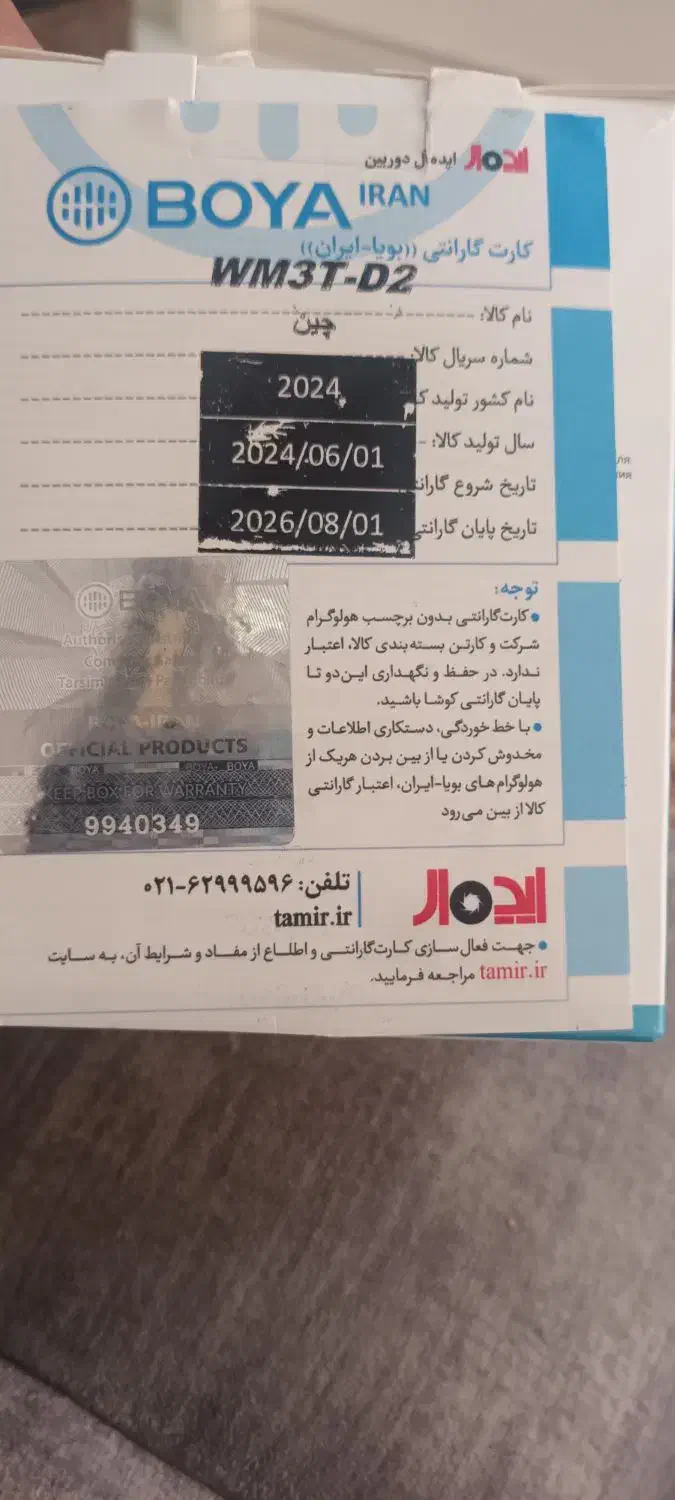 ایده‌آل دوربین
BOYA IRAN
کارت گارانتی ((بویا-ایران))
WM3T-D2
نام کالا:
چین
شماره سریال کالا:
نام کشور تولید
2024
سال تولید کالا:
2024/06/01
تاریخ شروع
2026/08/01
تاریخ پایان گارانتی
توجه:
● کارت‌گارانتی بدون برچسب هولوگرام
شرکت و کارتن بسته‌بندی کالا، اعتبار
ندارد. در حفظ و نگهداری این‌دو تا
پایان گارانتی کوشا باشید.
● با خط خوردگی، دستکاری اطلاعات و
مخدوش کردن یا از بین بردن هریک از
هولوگرام‌های بویا-ایران، اعتبار گارانتی
کالا از بین می‌رود
BOYA-IRAN
OFFICIAL PRODUCTS
BOYA BOYA- BOYA
KEEP BOX FOR WARRANTY
9940349
تلفن: ۰۲۱-۶۲۹۹۹۵۹۶
tamir.ir
● جهت فعال‌سازی کارت‌گارانتی و اطلاع از مفاد و شرایط آن، به سایت
tamir.ir مراجعه فرمایید.